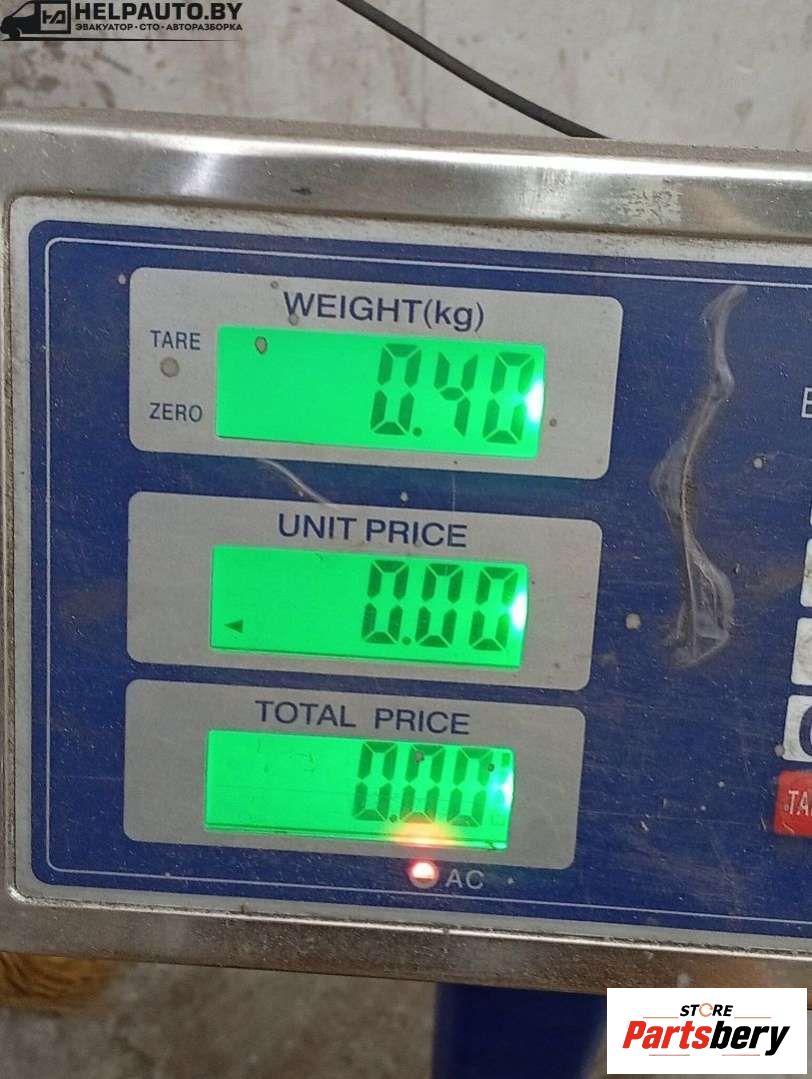 HELPAUTO.BY
ЭВАКУАТОР • СТО • АВТОРАЗБОРКА
WEIGHT(kg)
TARE
0.40
ZERO
UNIT PRICE
0.00
TOTAL PRICE
0.00
TA
AC
STORE
Partsbery